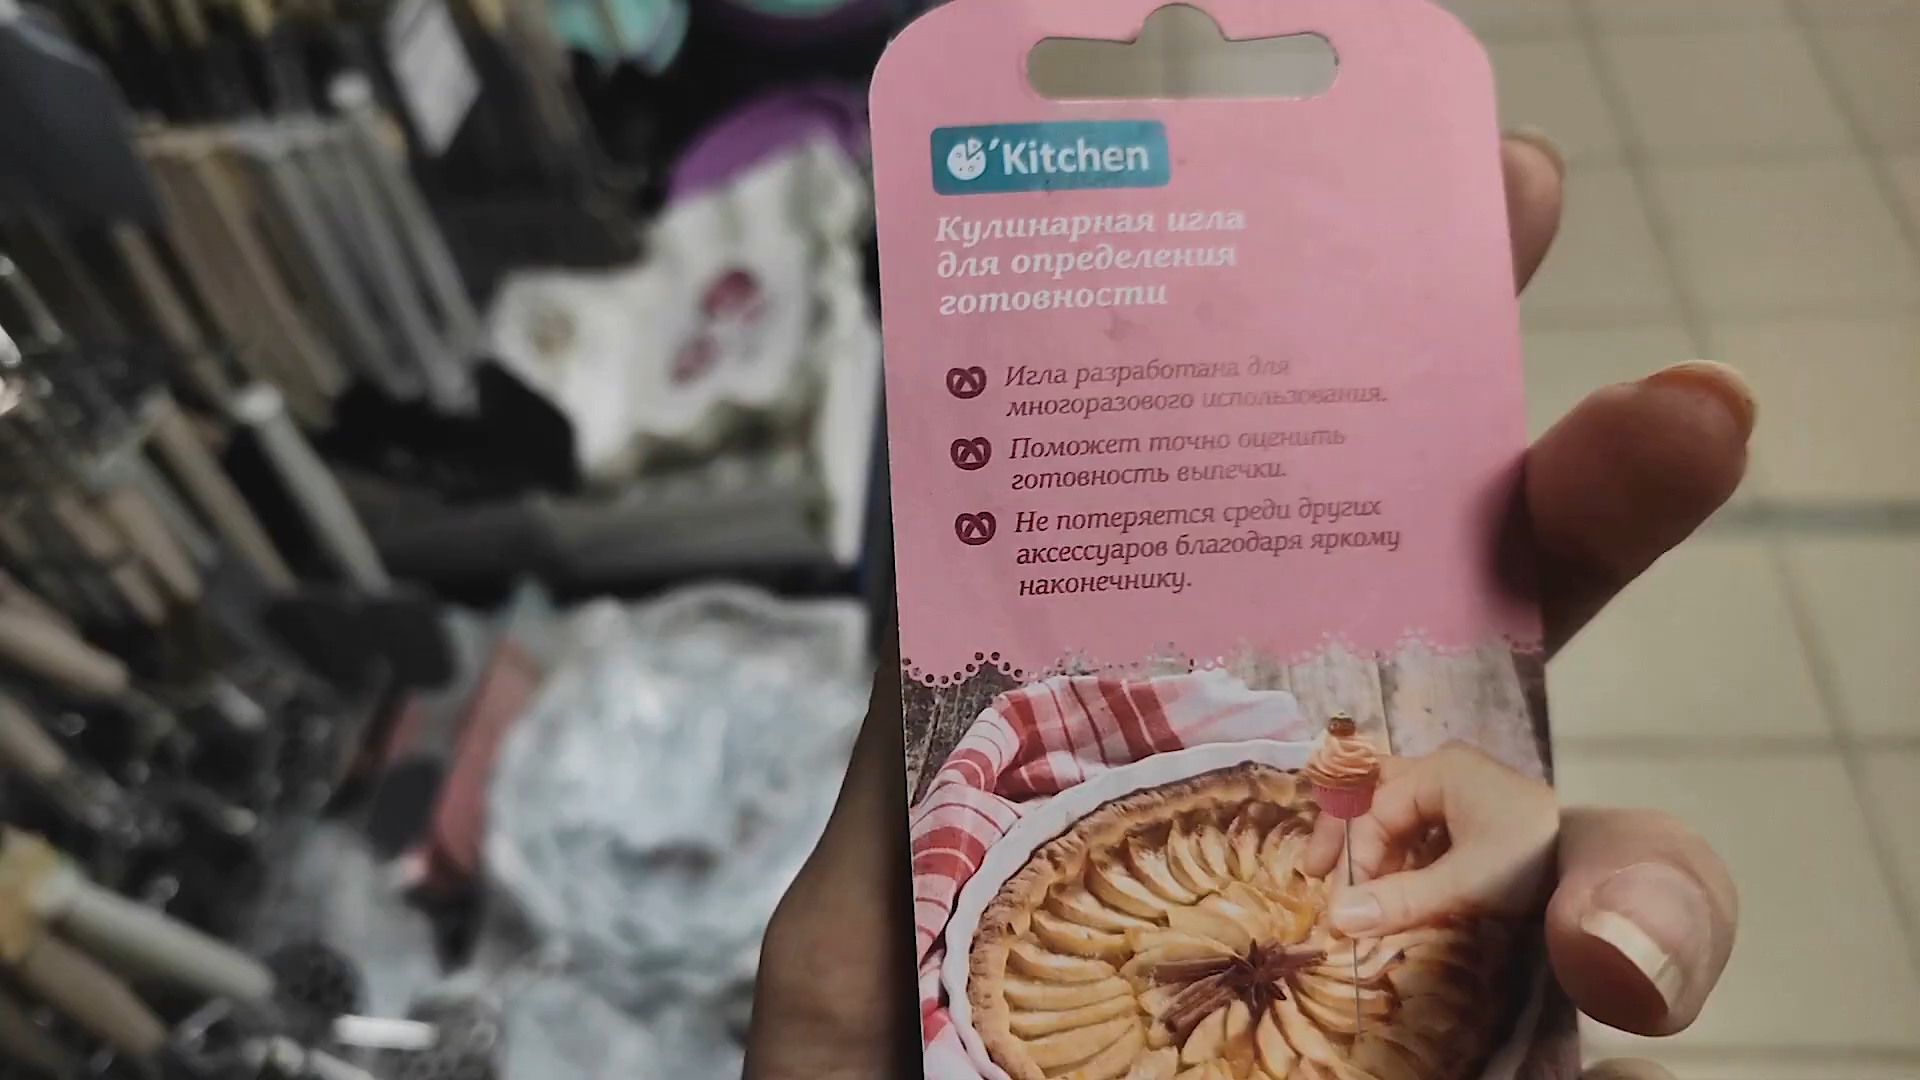 'Kitchen
Кулинарная игла
для определения
готовности
Игла разработана для
многоразового использования.
Поможет точно оценить
готовность выпечки.
Не потеряется среди других
аксессуаров благодаря яркому
наконечнику.